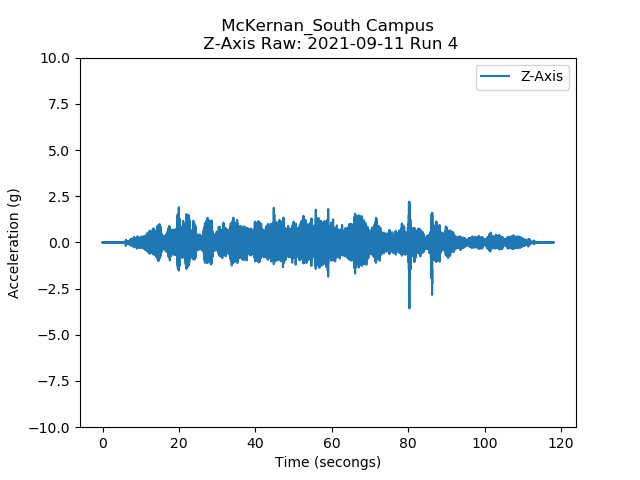 McKernan_South Campus
Z-Axis Raw: 2021-09-11 Run 4
Z-Axis
10.0
7.5
5.0
2.5
0.0
−2.5
−5.0
−7.5
−10.0
Acceleration (g)
0 20 40 60 80 100 120
Time (secongs)